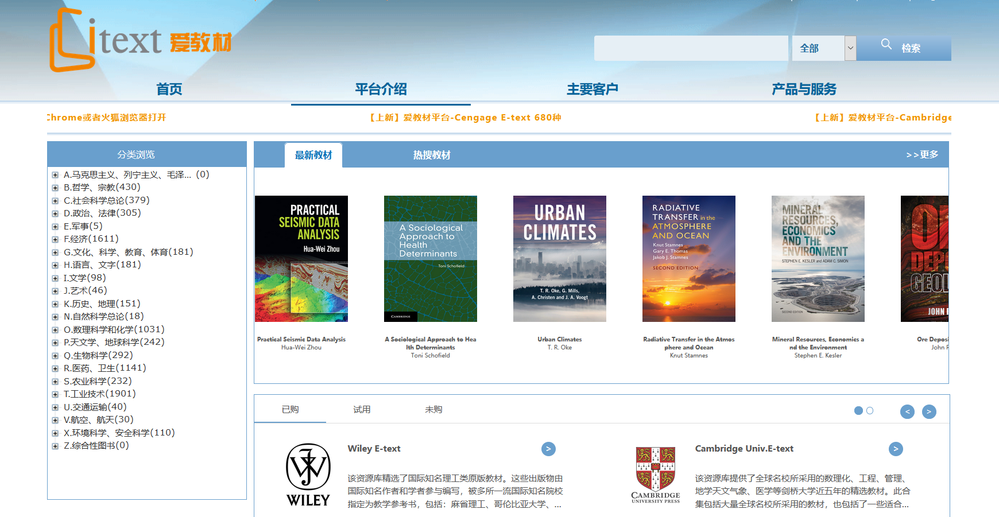 itext 爱教材
全部
检索
首页
平台介绍
主要客户
产品与服务
Chrome或者火狐浏览器打开
【上新】爱教材平台-Cengage E-text 680种
【上新】爱教材平台-Cambridge
分类浏览
A.马克思主义、列宁主义、毛泽... (0)
B.哲学、宗教(430)
C.社会科学总论(379)
D.政治、法律(305)
E.军事(5)
F.经济(1611)
G.文化、科学、教育、体育(181)
H.语言、文字(181)
I.文学(98)
J.艺术(46)
K.历史、地理(151)
N.自然科学总论(18)
O.数理科学和化学(1031)
P.天文学、地球科学(242)
Q.生物科学(292)
R.医药、卫生(1141)
S.农业科学(232)
T.工业技术(1901)
U.交通运输(40)
V.航空、航天(30)
X.环境科学、安全科学(110)
Z.综合性图书(0)
最新教材
热搜教材
>>更多
PRACTICAL
SEISMIC DATA
ANALYSIS
Hua-Wei Zhou
Practical Seismic Data Analysis
Hua-Wei Zhou
A Sociological
Approach to
Health
Determinants
Toni Schofield
CAMBRIDGE
A Sociological Approach to Hea
lth Determinants
Toni Schofield
URBAN
CLIMATES
T. R. Oke, G. Mills,
A. Christen and J. A. Voogt
Urban Climates
T. R. Oke
RADIATIVE
TRANSFER in the
ATMOSPHERE
AND OCEAN
Knut Stamnes
Gary E. Thomas
Jakob J. Stamnes
SECOND EDITION
Radiative Transfer in the Atmos
phere and Ocean
Knut Stamnes
MINERAL
RESOURCES,
ECONOMICS
AND THE
ENVIRONMENT
STEPHEN E. KESLER and ADAM C. SIMON
SECOND EDITION
Mineral Resources, Economics a
nd the Environment
Stephen E. Kesler
OR
DEPO
GEOL
JOHN
Ore Deposi
John
已购
试用
未购
< >
WILEY
Wiley E-text
>
该资源库精选了国际知名理工类原版教材。这些出版物由
国际知名作者和学者参与编写，被多所一流国际知名院校
指定为教学参考书，包括：麻省理工、哥伦比亚大学、...
CAMBRIDGE
UNIVERSITY PRESS
Cambridge Univ.E-text
>
该资源库提供了全球名校所采用的数理化、工程、管理、
地学天文气象、医学等剑桥大学近五年的精选教材。此合
集包括大量全球名校所采用的教材，也包括了一些适合...